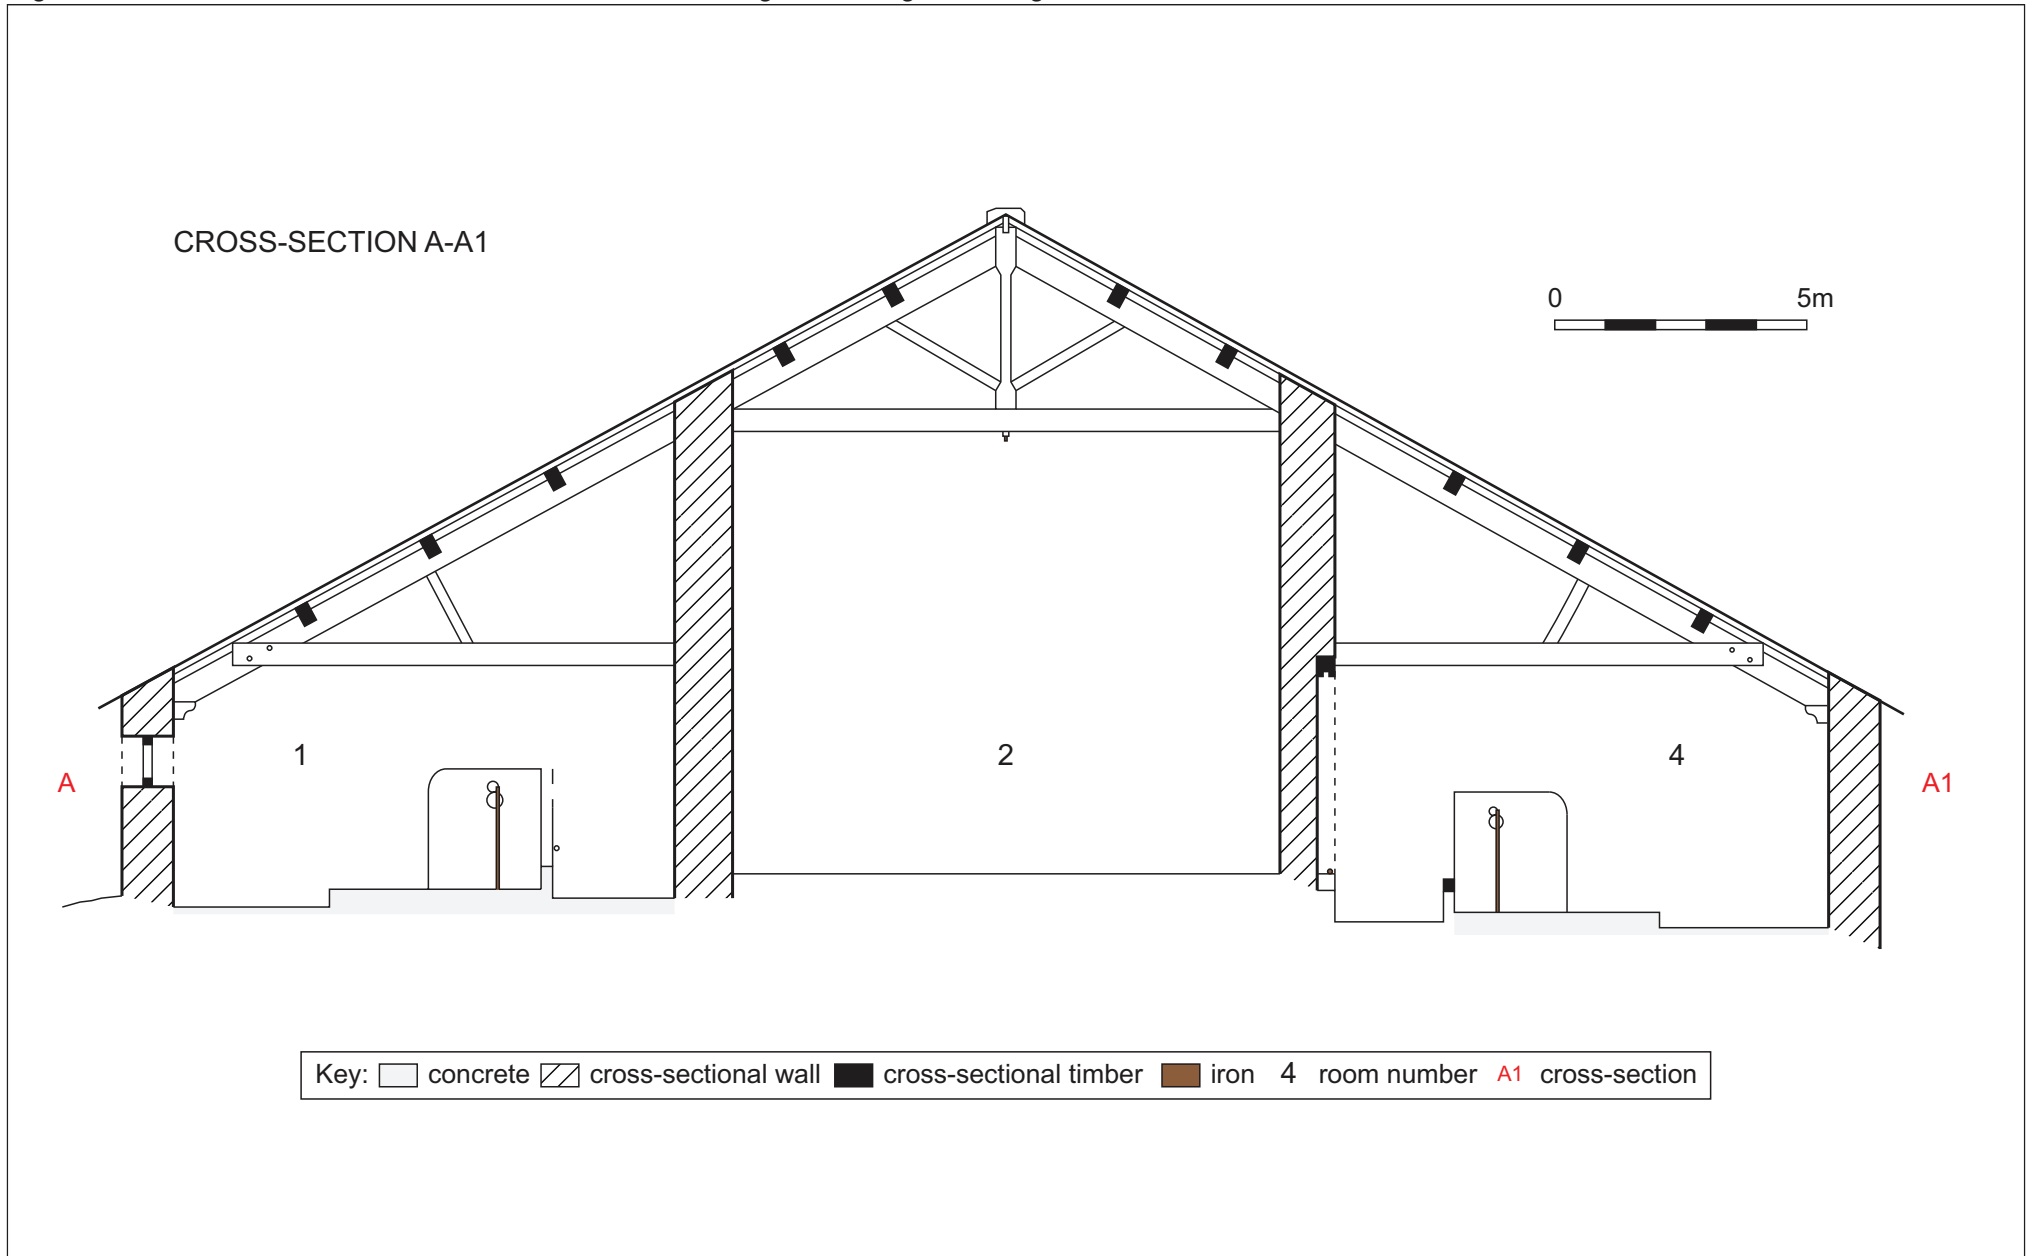 CROSS-SECTION A-A1
0 5m
1 2 4
A A1
Key: concrete cross-sectional wall cross-sectional timber iron 4 room number A1 cross-section